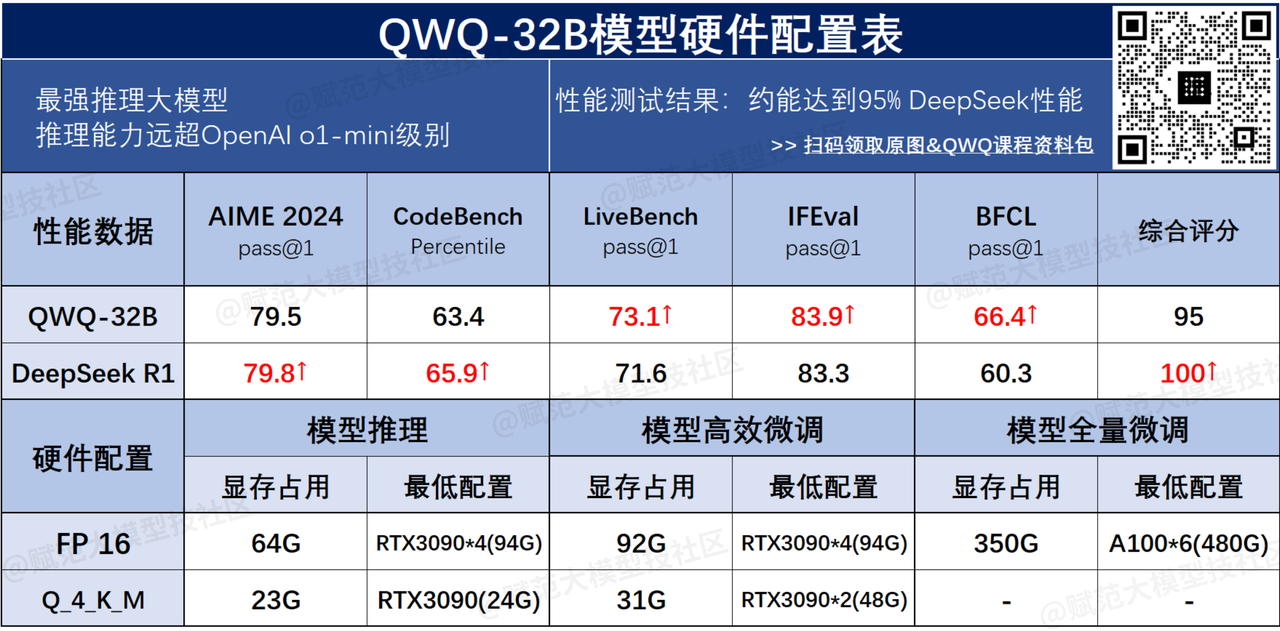 QWQ-32B模型硬件配置表
最强推理大模型
推理能力远超OpenAI o1-mini级别
性能测试结果：约能达到95% DeepSeek性能
>> 扫码领取原图&QWQ课程资料包
性能数据 AIME 2024 pass@1 CodeBench Percentile LiveBench pass@1 IFEval pass@1 BFCL pass@1 综合评分
QWQ-32B 79.5 63.4 73.1↑ 83.9↑ 66.4↑ 95
DeepSeek R1 79.8↑ 65.9↑ 71.6 83.3 60.3 100↑
硬件配置 模型推理 模型高效微调 模型全量微调
显存占用 最低配置 显存占用 最低配置 显存占用 最低配置
FP 16 64G RTX3090*4(94G) 92G RTX3090*4(94G) 350G A100*6(480G)
Q_4_K_M 23G RTX3090(24G) 31G RTX3090*2(48G) - -
@赋范大模型技社区